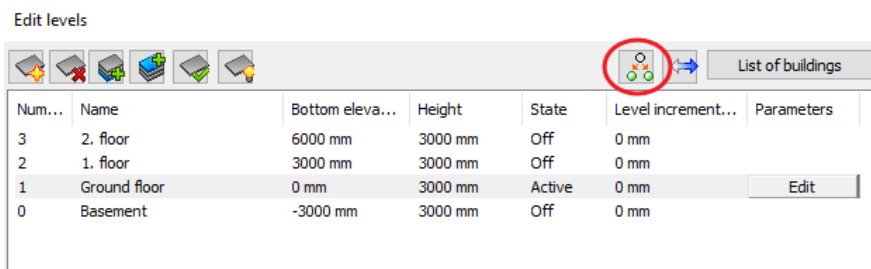 Edit levels
List of buildings
Num... Name Bottom eleva... Height State Level increment... Parameters
3 2. floor 6000 mm 3000 mm Off 0 mm
2 1. floor 3000 mm 3000 mm Off 0 mm
1 Ground floor 0 mm 3000 mm Active 0 mm Edit
0 Basement -3000 mm 3000 mm Off 0 mm